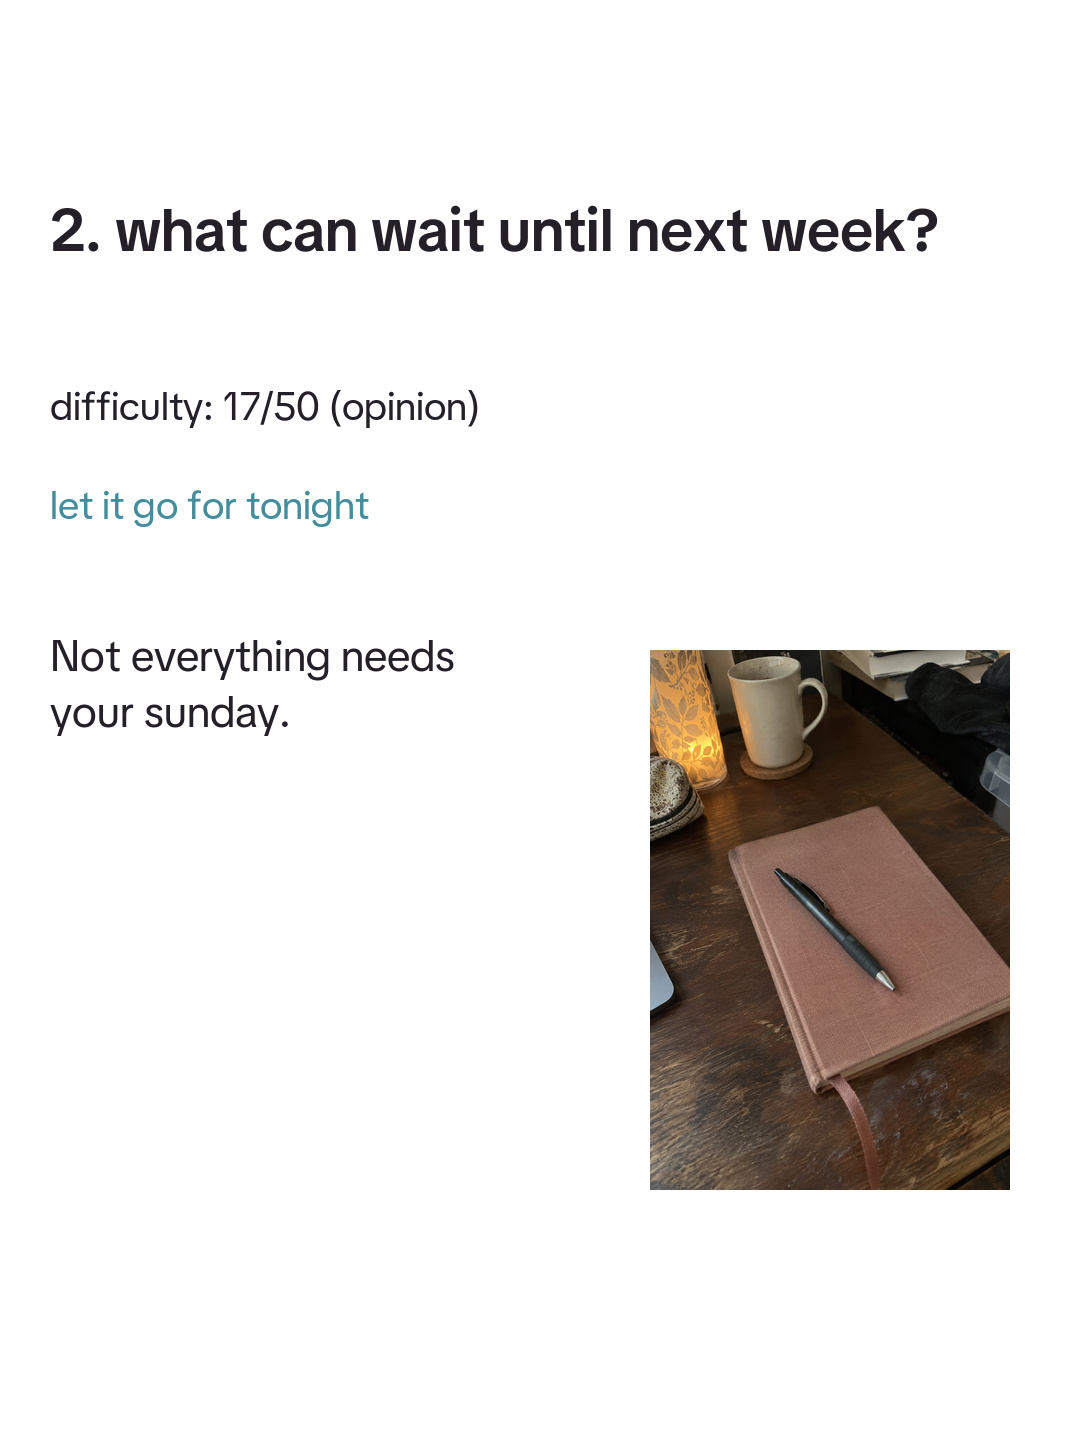 2. what can wait until next week?
difficulty: 17/50 (opinion)
let it go for tonight
Not everything needs
your sunday.